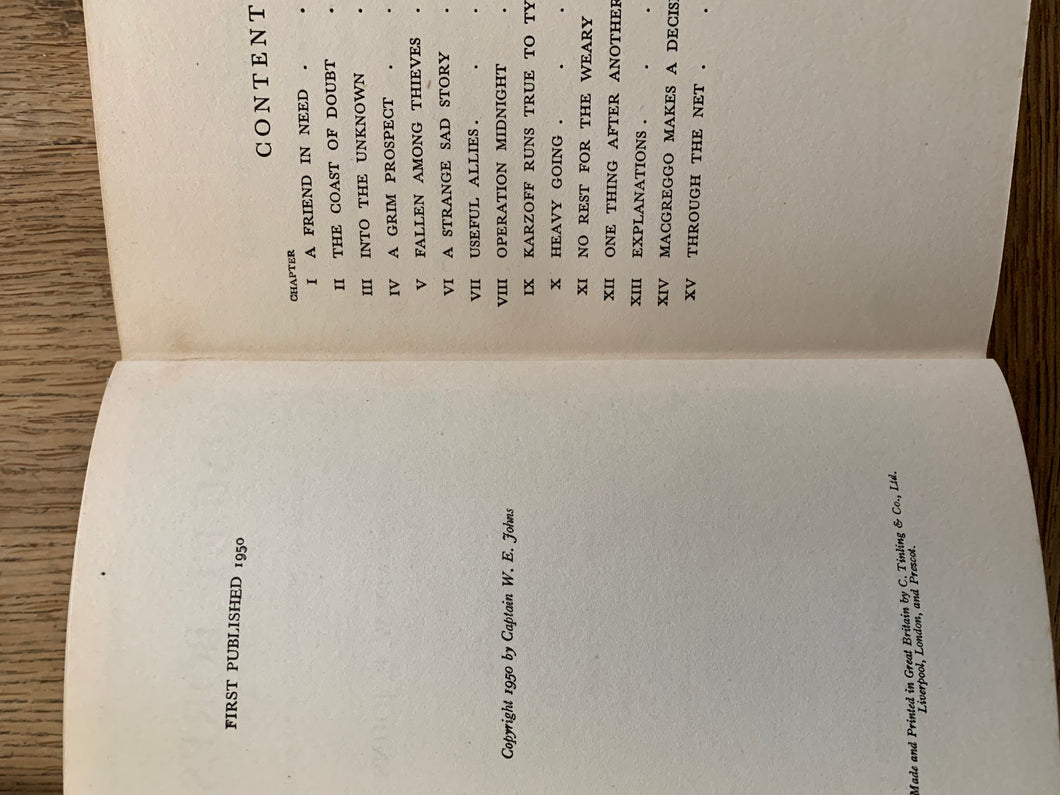 FIRST PUBLISHED 1950
Copyright 1950 by Captain W. E. Johns
Made and Printed in Great Britain by C. Tinling & Co., Ltd.
Liverpool, London, and Prescot.
CONTENT
CHAPTER
I A FRIEND IN NEED . .
II THE COAST OF DOUBT .
III INTO THE UNKNOWN .
IV A GRIM PROSPECT . .
V FALLEN AMONG THIEVES .
VI A STRANGE SAD STORY .
VII USEFUL ALLIES . . .
VIII OPERATION MIDNIGHT .
IX KARZOFF RUNS TRUE TO TY
X HEAVY GOING . . .
XI NO REST FOR THE WEARY
XII ONE THING AFTER ANOTHER
XIII EXPLANATIONS . . .
XIV MACGREGGO MAKES A DECIS
XV THROUGH THE NET . .